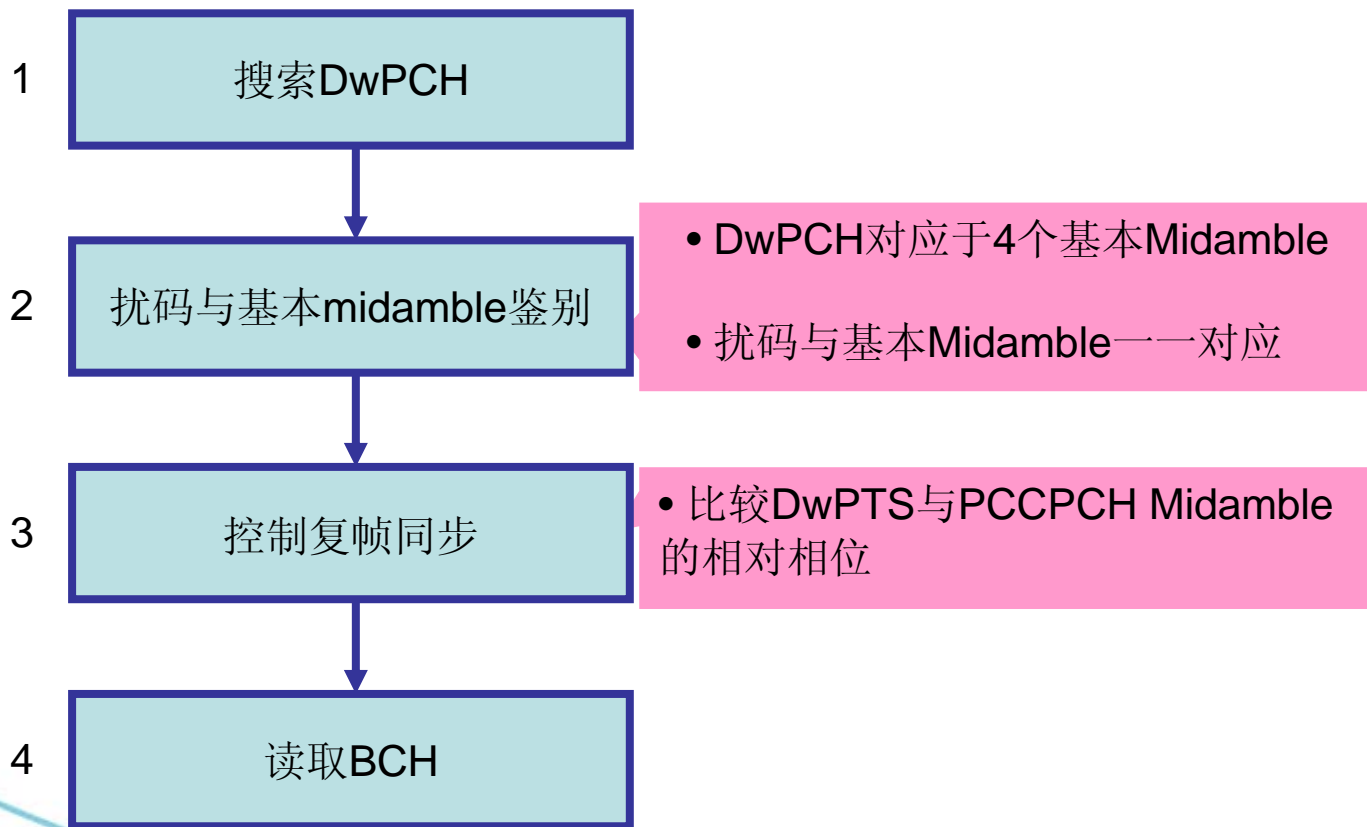 1
搜索DwPCH
2
扰码与基本midamble鉴别
• DwPCH对应于4个基本Midamble
• 扰码与基本Midamble一一对应
3
控制复帧同步
• 比较DwPTS与PCCPCH Midamble
的相对相位
4
读取BCH